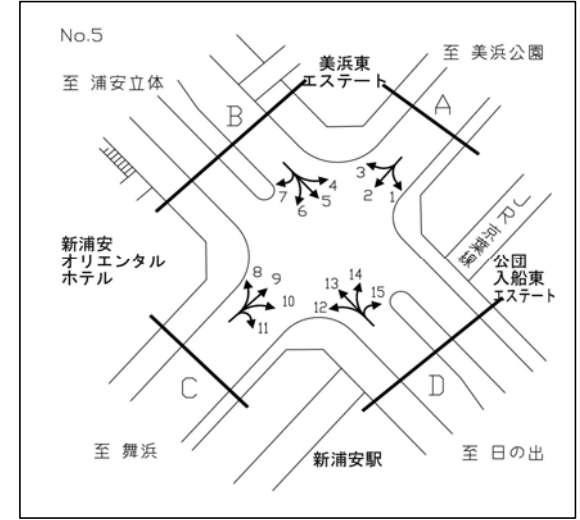 No.5
至 浦安立体
美浜東
エステート
至 美浜公園
B
A
3
2
1
4
5
6
7
JR京葉線
新浦安
オリエンタル
ホテル
公団
入船東
エステート
8
9
10
11
12
13
14
15
C
D
至 舞浜
新浦安駅
至 日の出